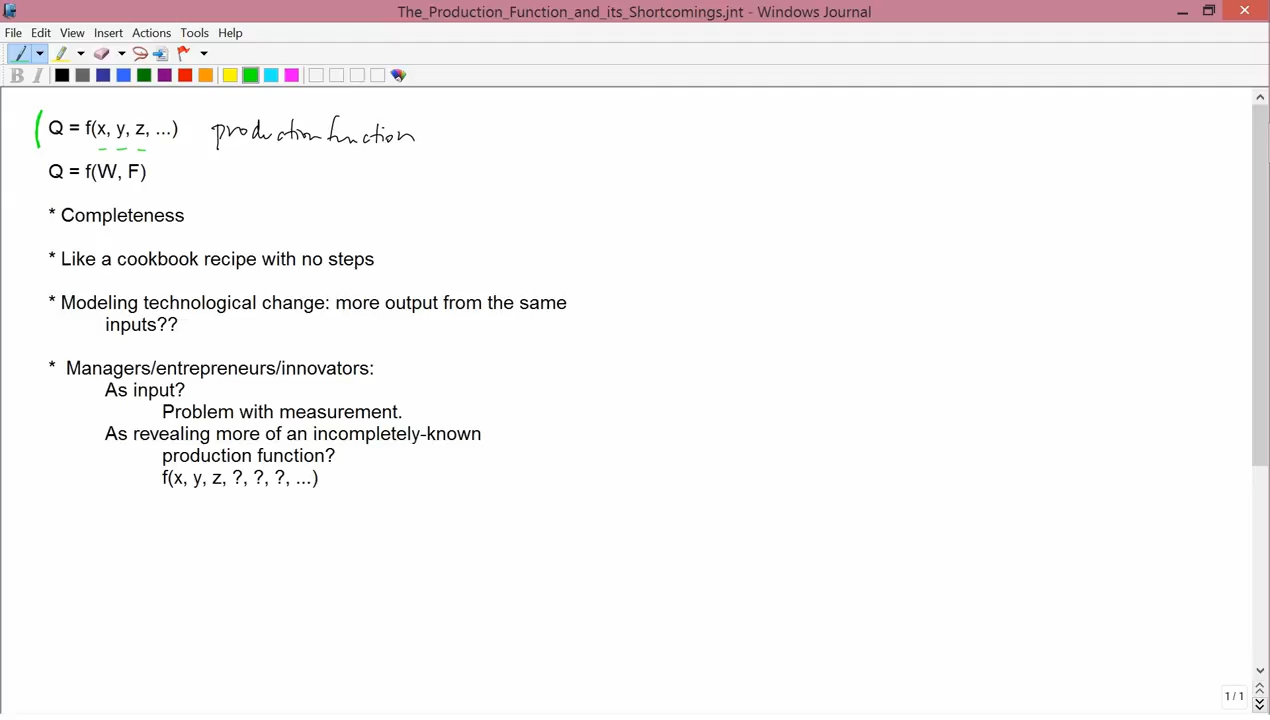 The_Production_Function_and_its_Shortcomings.jnt - Windows Journal
File Edit View Insert Actions Tools Help
B I
Q = f(x, y, z, ...) production function
Q = f(W, F)
* Completeness
* Like a cookbook recipe with no steps
* Modeling technological change: more output from the same
inputs??
* Managers/entrepreneurs/innovators:
As input?
Problem with measurement.
As revealing more of an incompletely-known
production function?
f(x, y, z, ?, ?, ?, ...)
1 / 1